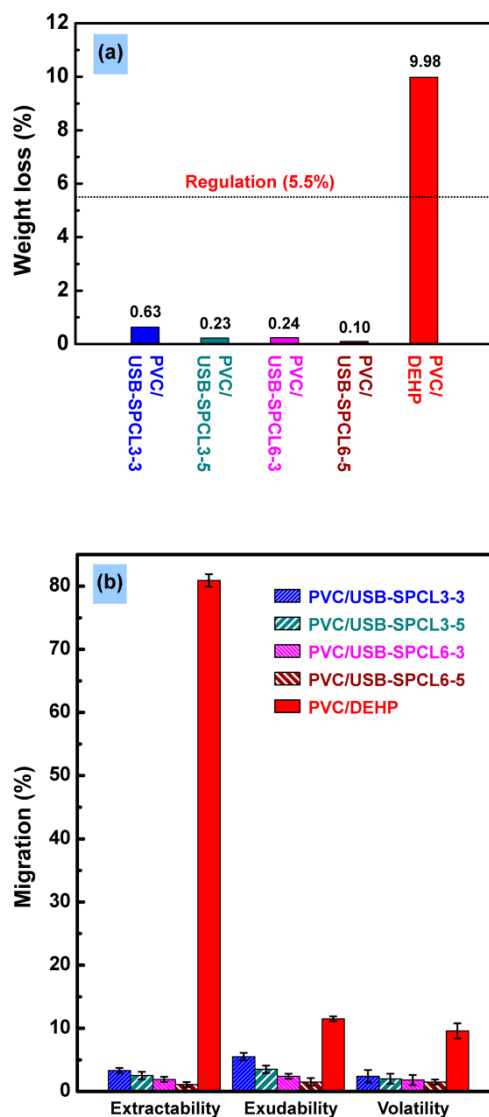 (a)
Weight loss (%)
12
10
8
6
4
2
0
Regulation (5.5%)
0.63
0.23
0.24
0.10
9.98
PVC/
USB-SPCL3-3
PVC/
USB-SPCL3-5
PVC/
USB-SPCL6-3
PVC/
USB-SPCL6-5
PVC/
DEHP
(b)
Migration (%)
80
70
60
50
40
30
20
10
0
PVC/USB-SPCL3-3
PVC/USB-SPCL3-5
PVC/USB-SPCL6-3
PVC/USB-SPCL6-5
PVC/DEHP
Extractability Exudability Volatility